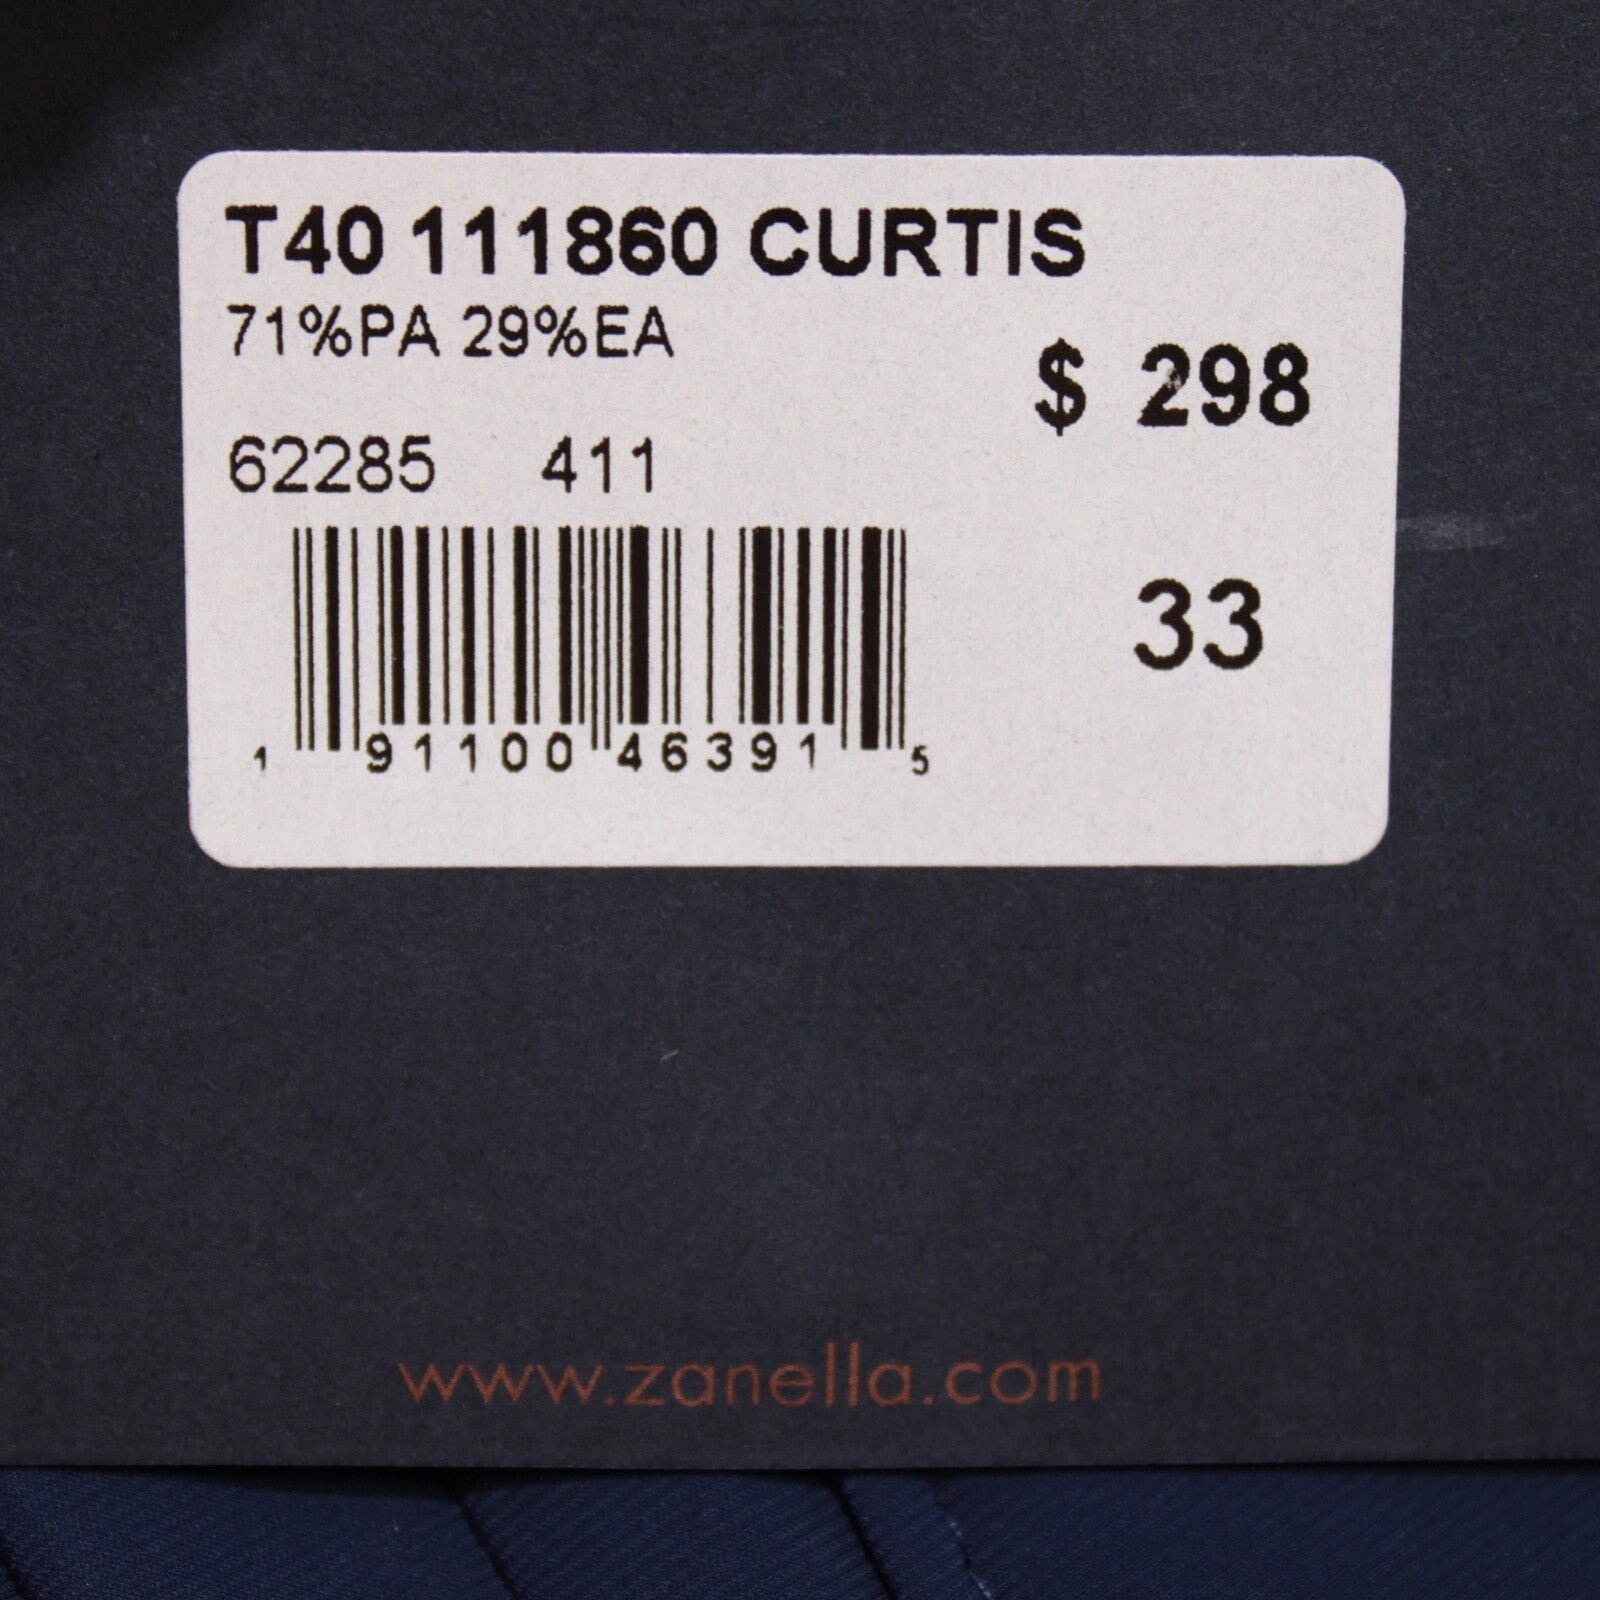 T40 111860 CURTIS
71%PA 29%EA
$ 298
62285 411
33
1 91100 46391 5
www.zanella.com